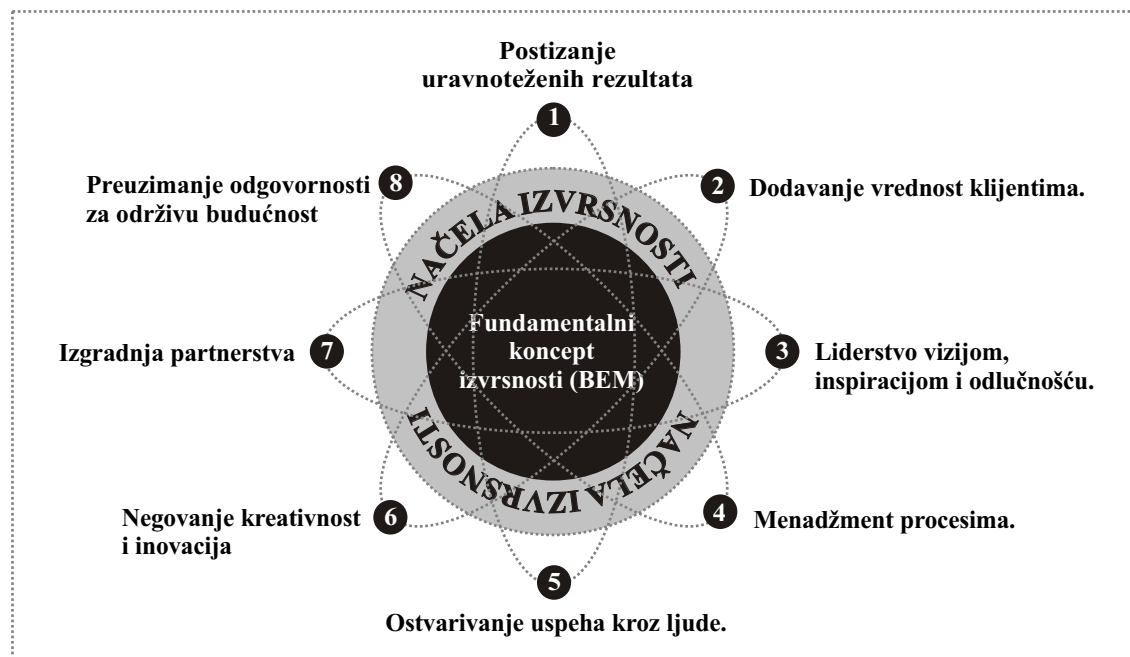 Postizanje
uravnoteženih rezultata
1
2
Dodavanje vrednost klijentima.
3
Liderstvo vizijom,
inspiracijom i odlučnošću.
4
Menadžment procesima.
5
Ostvarivanje uspeha kroz ljude.
6
Negovanje kreativnost
i inovacija
7
Izgradnja partnerstva
8
Preuzimanje odgovornosti
za održivu budućnost
NAČELA IZVRSNOSTI
Fundamentalni
koncept
izvrsnosti (BEM)
NAČELA IZVRSNOSTI